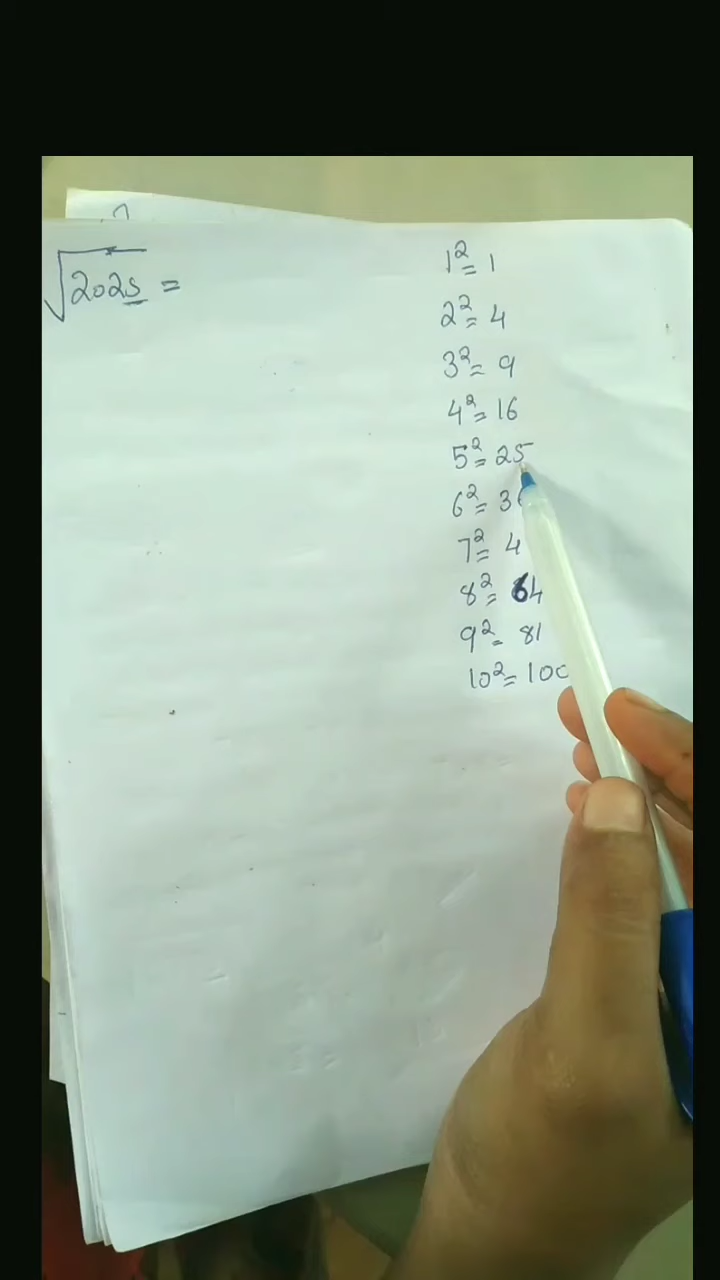 √2025 =
1² = 1
2² = 4
3² = 9
4² = 16
5² = 25
6² = 3
7² = 4
8² = 64
9² = 81
10² = 100